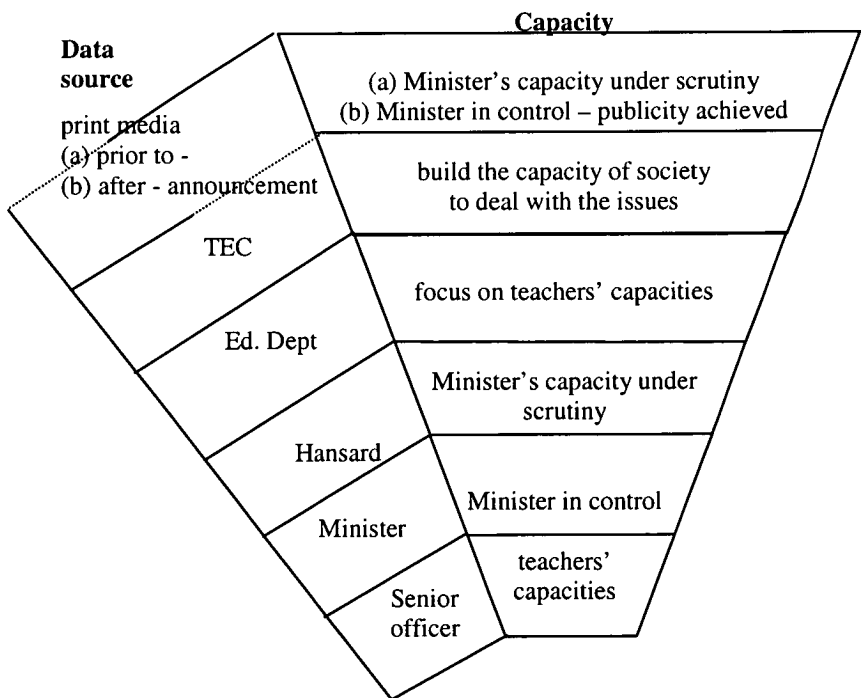 Capacity
Data
source
print media
(a) prior to -
(b) after - announcement
(a) Minister’s capacity under scrutiny
(b) Minister in control – publicity achieved
TEC
build the capacity of society
to deal with the issues
Ed. Dept
focus on teachers’ capacities
Hansard
Minister’s capacity under
scrutiny
Minister
Minister in control
Senior
officer
teachers’
capacities